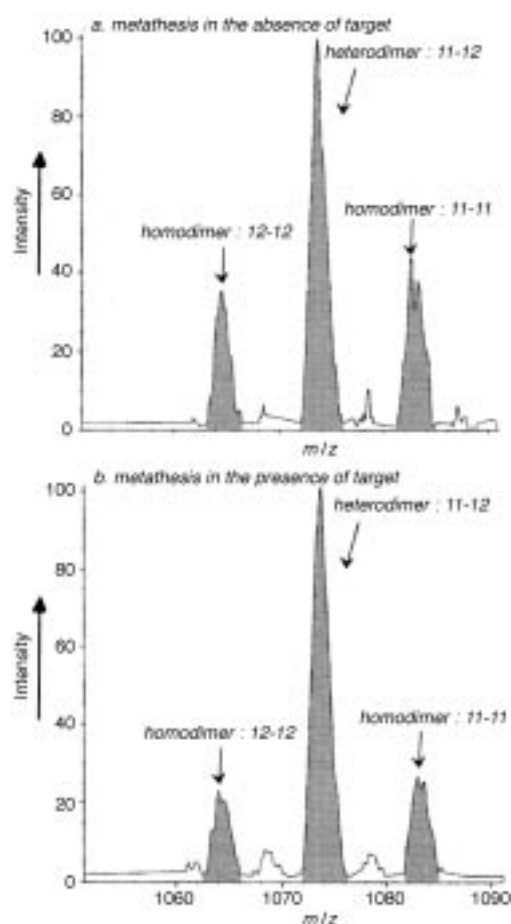 a. metathesis in the absence of target
100
heterodimer : 11-12
80
60
homodimer : 11-11
homodimer : 12-12
Intensity
40
20
0
m/z
b. metathesis in the presence of target
100
heterodimer : 11-12
80
60
Intensity
40
homodimer : 12-12
homodimer : 11-11
20
0
1060
1070
1080
1090
m/z